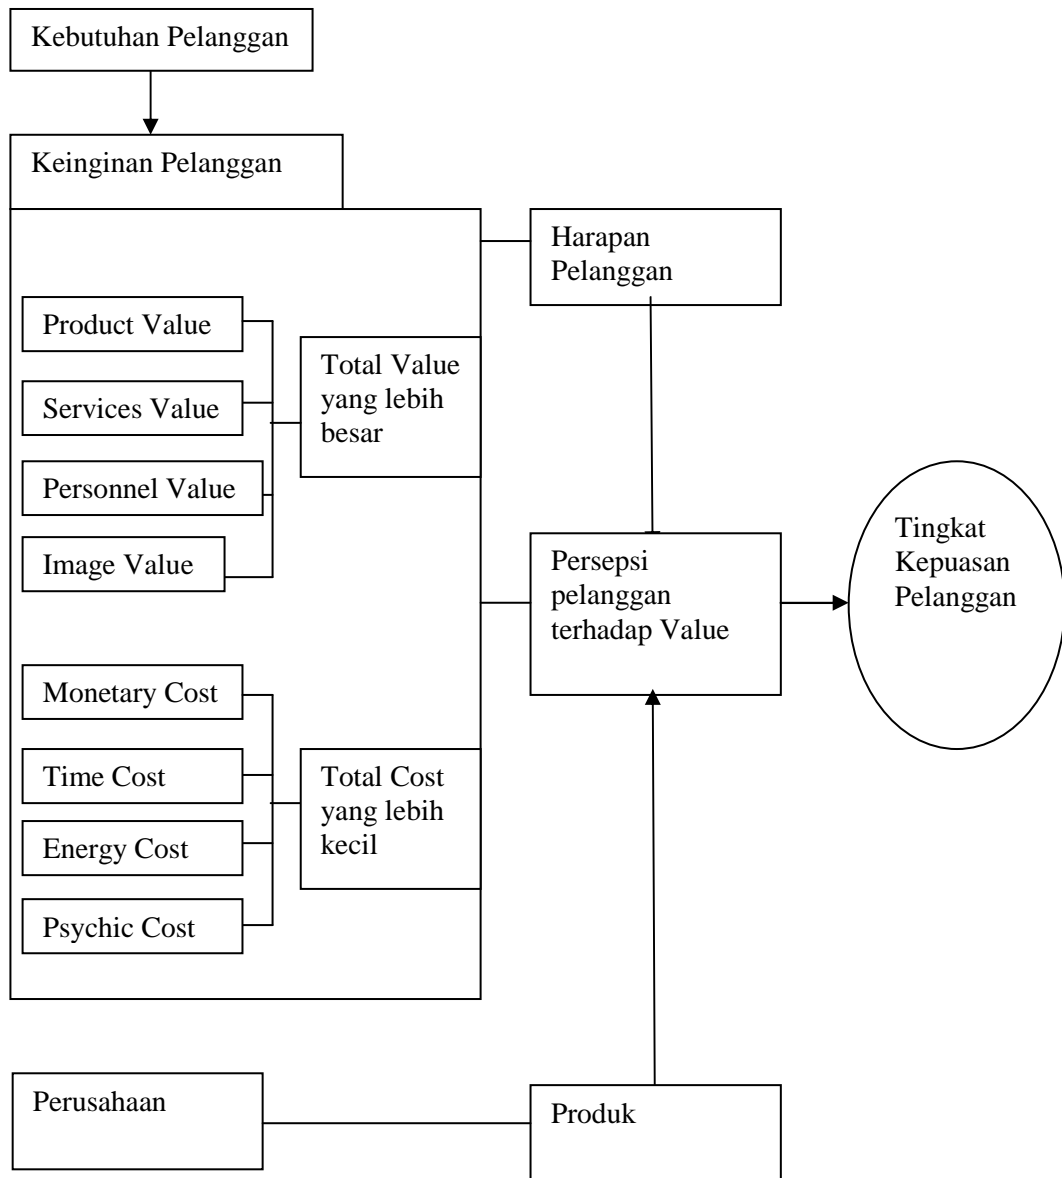 Kebutuhan Pelanggan
Keinginan Pelanggan
Harapan
Pelanggan
Product Value
Services Value
Personnel Value
Image Value
Total Value
yang lebih
besar
Monetary Cost
Time Cost
Energy Cost
Psychic Cost
Total Cost
yang lebih
kecil
Persepsi
pelanggan
terhadap Value
Tingkat
Kepuasan
Pelanggan
Perusahaan
Produk